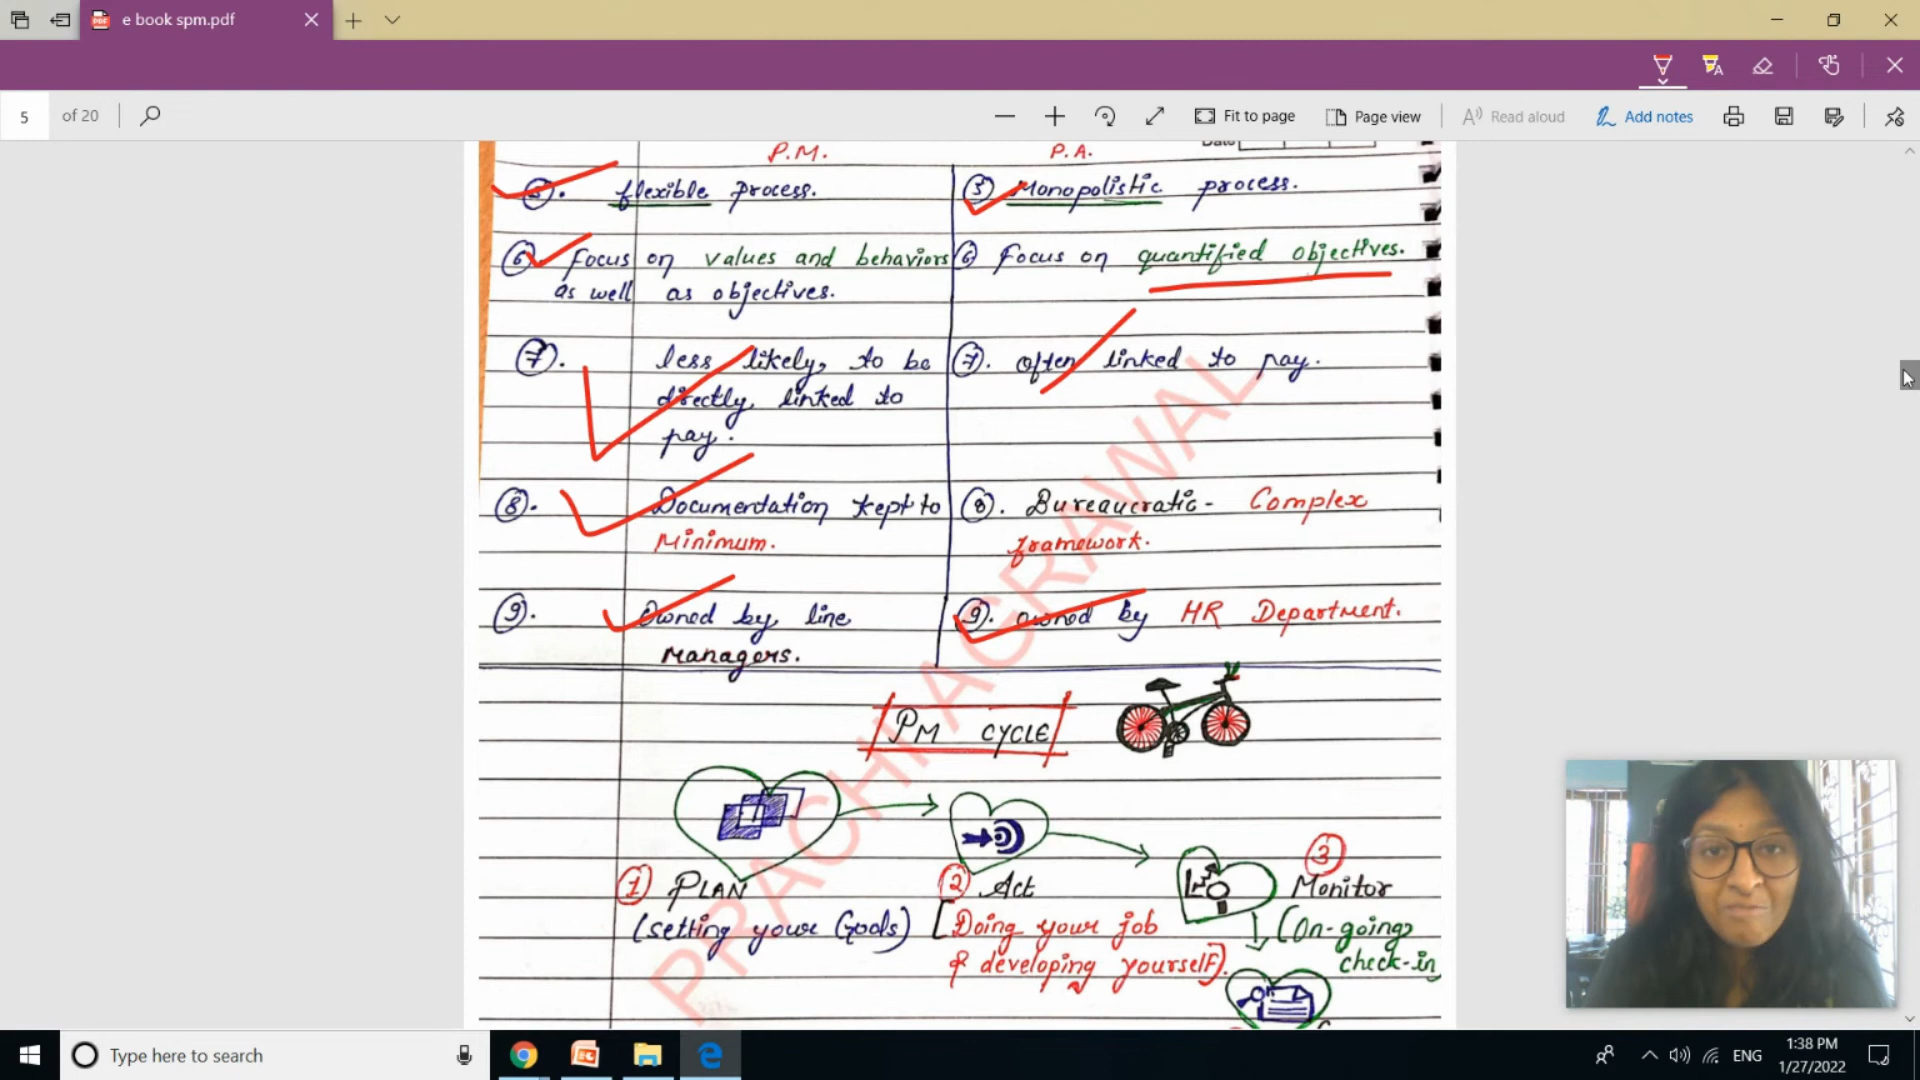 e book spm.pdf
5 of 20
Fit to page
Page view
Read aloud
Add notes
P.M.
P.A.
flexible process.
5 Monopolistic process.
6 Focus on values and behaviors
as well as objectives.
6 Focus on quantified objectives.
7. less likely, to be
directly linked to
pay.
7. often linked to pay.
8. Documentation kept to
Minimum.
8. Bureaucratic- Complex
framework.
9. Owned by line
Managers.
9. owned by HR Department.
PM CYCLE
1 PLAN
(setting your Goals)
2 Act
[Doing your job
& developing yourself].
3
Monitor
(On-going
check-in
PRACHI AGRAWAL
Type here to search
ENG
1:38 PM
1/27/2022